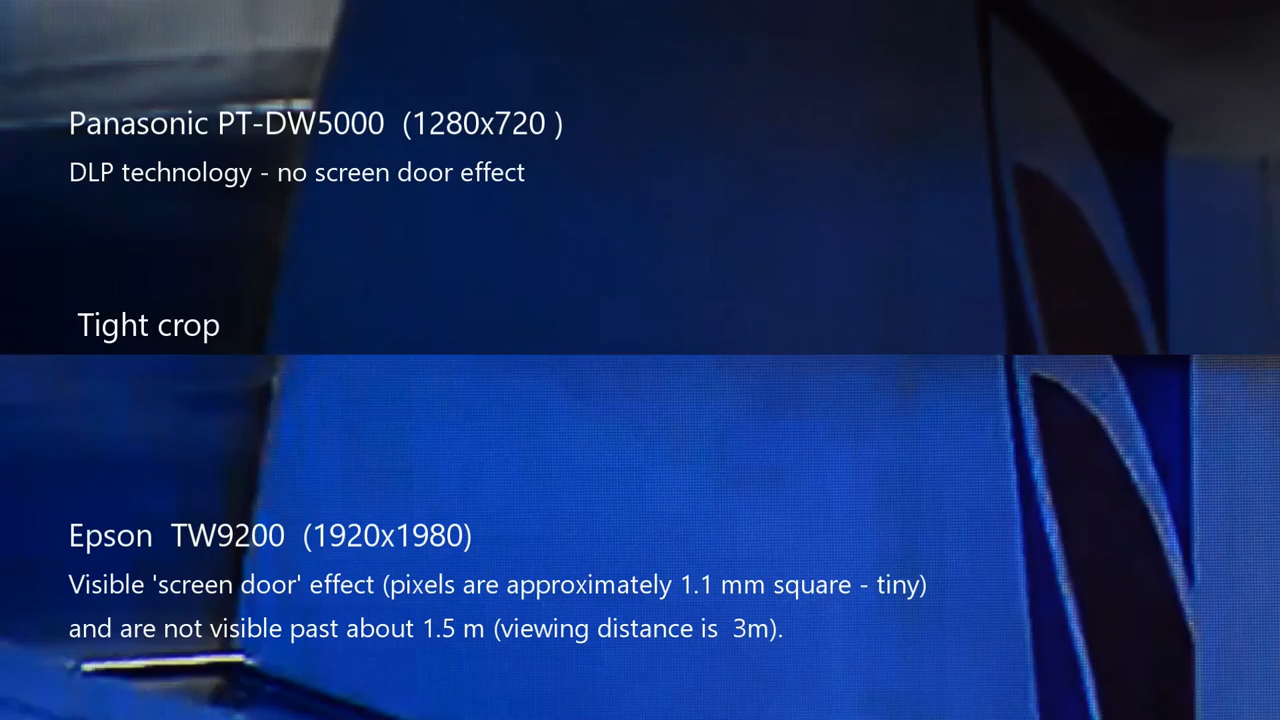 Panasonic PT-DW5000 (1280x720 )
DLP technology - no screen door effect
Tight crop
Epson TW9200 (1920x1980)
Visible 'screen door' effect (pixels are approximately 1.1 mm square - tiny)
and are not visible past about 1.5 m (viewing distance is 3m).